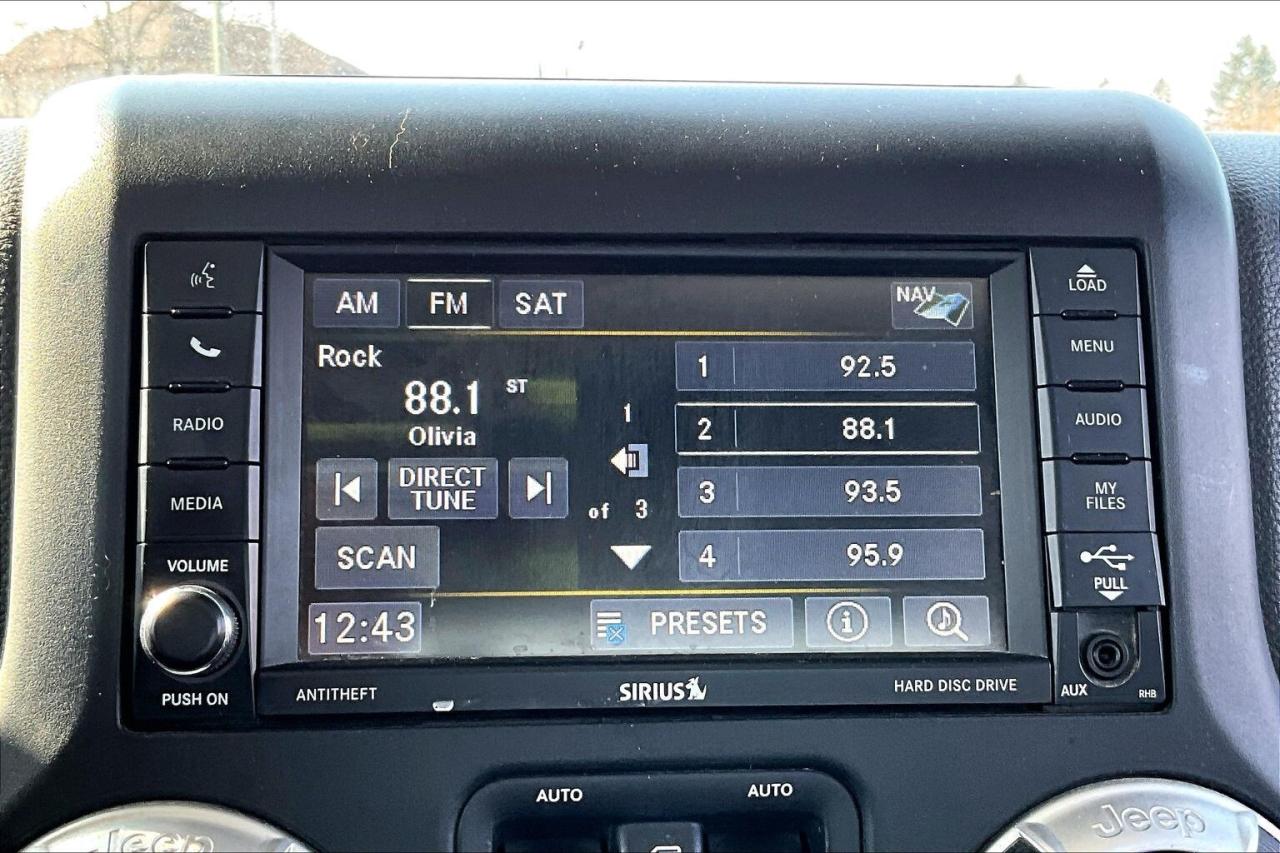 AM FM SAT NAV
LOAD
Rock
88.1 ST
Olivia
1
of 3
1 92.5
2 88.1
3 93.5
4 95.9
MENU
RADIO
AUDIO
DIRECT
TUNE
MEDIA
MY
FILES
SCAN
VOLUME
PULL
12:43
PRESETS
PUSH ON
ANTITHEFT
SIRIUS
HARD DISC DRIVE
AUX
RHB
AUTO
AUTO
Jeep
Jeep